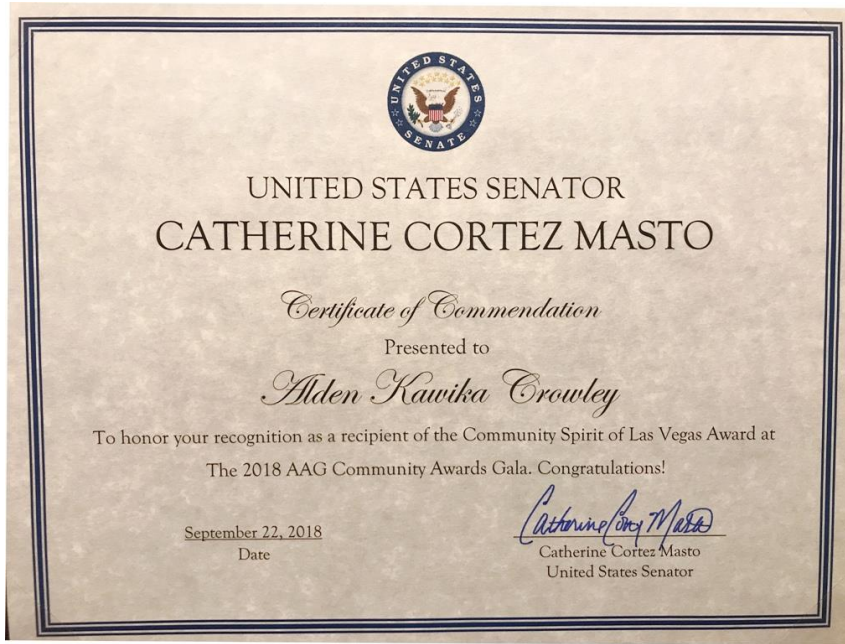 UNITED STATES
SENATE
UNITED STATES SENATOR
CATHERINE CORTEZ MASTO
Certificate of Commendation
Presented to
Alden Kawika Crowley
To honor your recognition as a recipient of the Community Spirit of Las Vegas Award at
The 2018 AAG Community Awards Gala. Congratulations!
Catherine Cortez Masto
September 22, 2018
Date
Catherine Cortez Masto
United States Senator